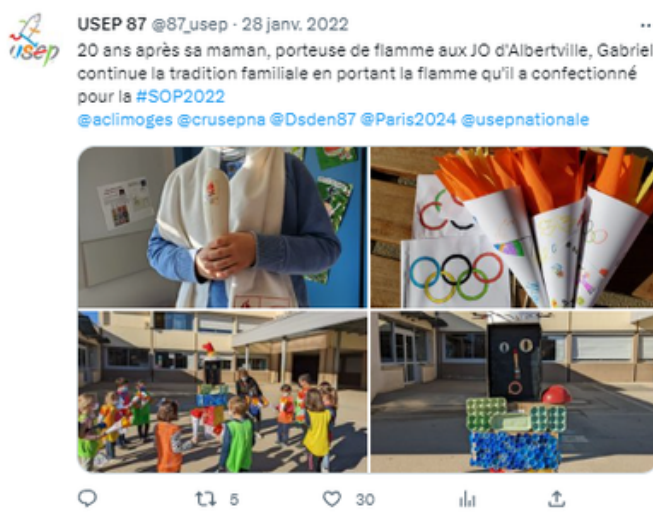 USEP 87 @87_usep · 28 janv. 2022
usep
20 ans après sa maman, porteuse de flamme aux JO d'Albertville, Gabriel
continue la tradition familiale en portant la flamme qu'il a confectionné
pour la #SOP2022
@aclimoges @crusepna @Dsden87 @Paris2024 @usepnationale
5
30